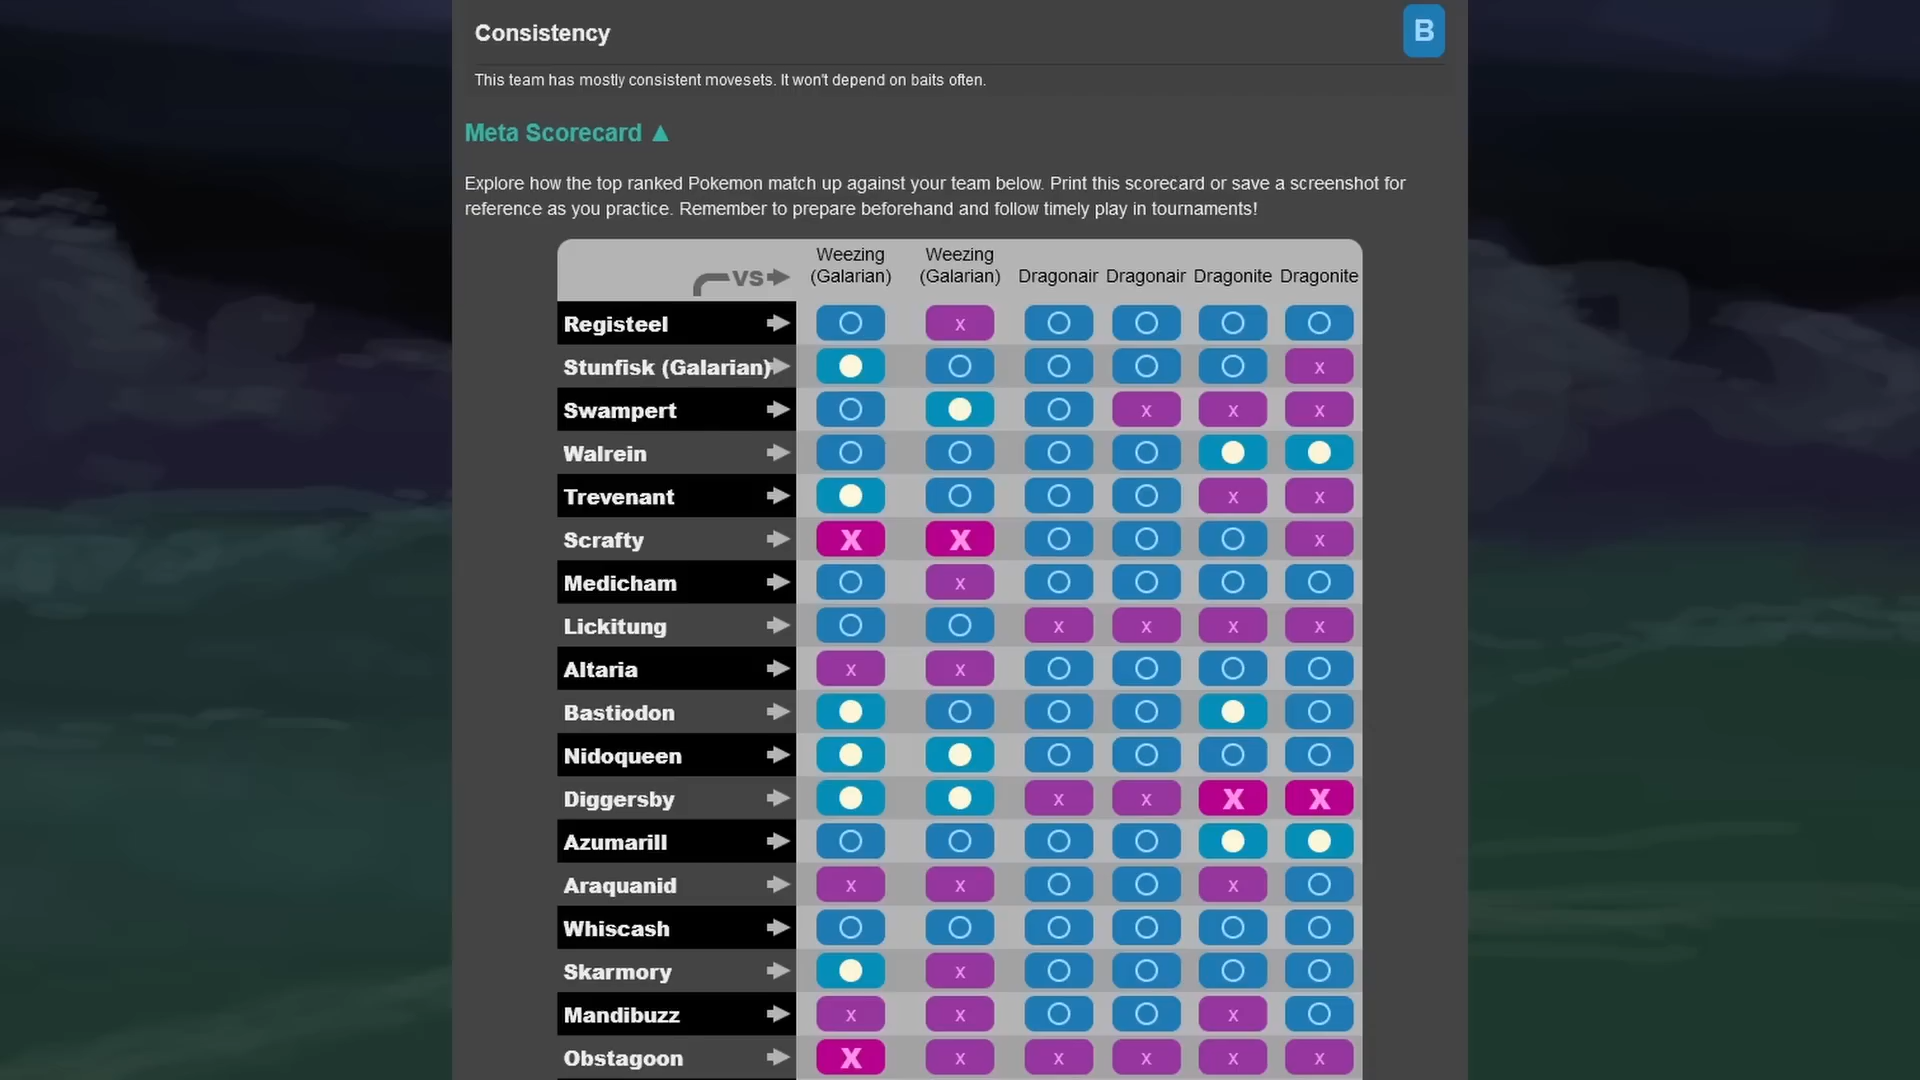 Consistency
B
This team has mostly consistent movesets. It won't depend on baits often.
Meta Scorecard ▲
Explore how the top ranked Pokemon match up against your team below. Print this scorecard or save a screenshot for
reference as you practice. Remember to prepare beforehand and follow timely play in tournaments!
VS
Weezing
(Galarian)
Weezing
(Galarian)
Dragonair
Dragonair
Dragonite
Dragonite
Registeel
x
Stunfisk (Galarian)
x
Swampert
x x x
Walrein
Trevenant
x x
Scrafty
X X x
Medicham
x
Lickitung
x x x x
Altaria
x x
Bastiodon
Nidoqueen
Diggersby
x x X X
Azumarill
Araquanid
x x x
Whiscash
Skarmory
x
Mandibuzz
x x x
Obstagoon
X x x x x x